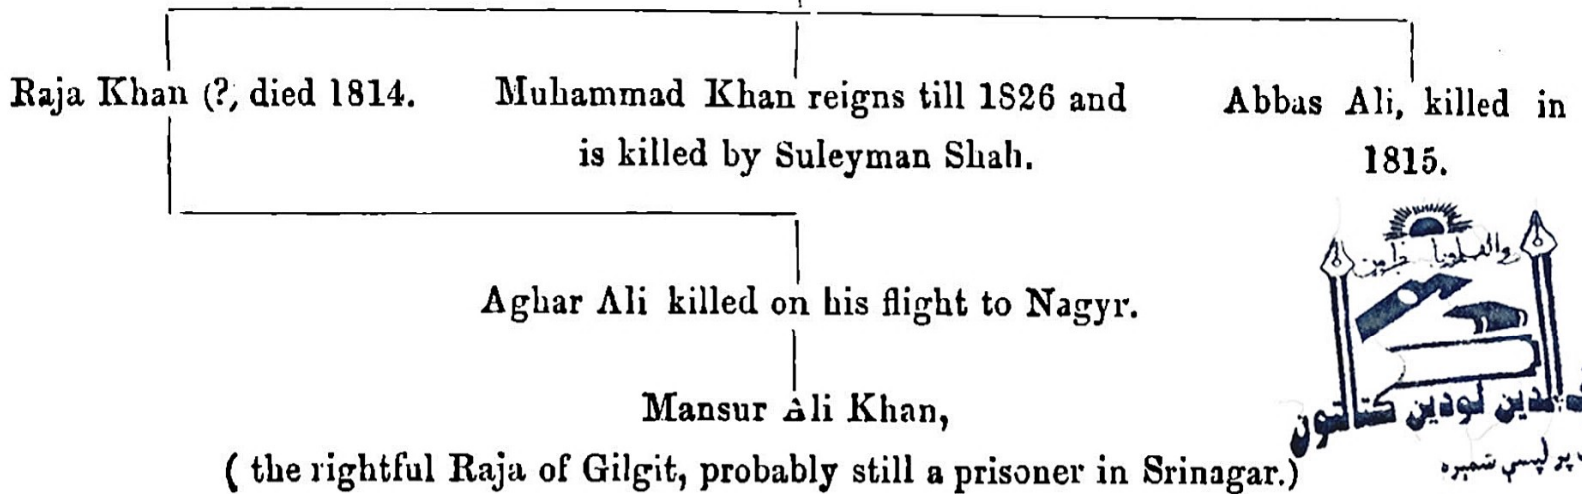 Raja Khan (?, died 1814. Muhammad Khan reigns till 1826 and Abbas Ali, killed in
is killed by Suleyman Shah. 1815.
Aghar Ali killed on his flight to Nagyr.
Mansur Ali Khan,
( the rightful Raja of Gilgit, probably still a prisoner in Srinagar.)
لودين كتابتون